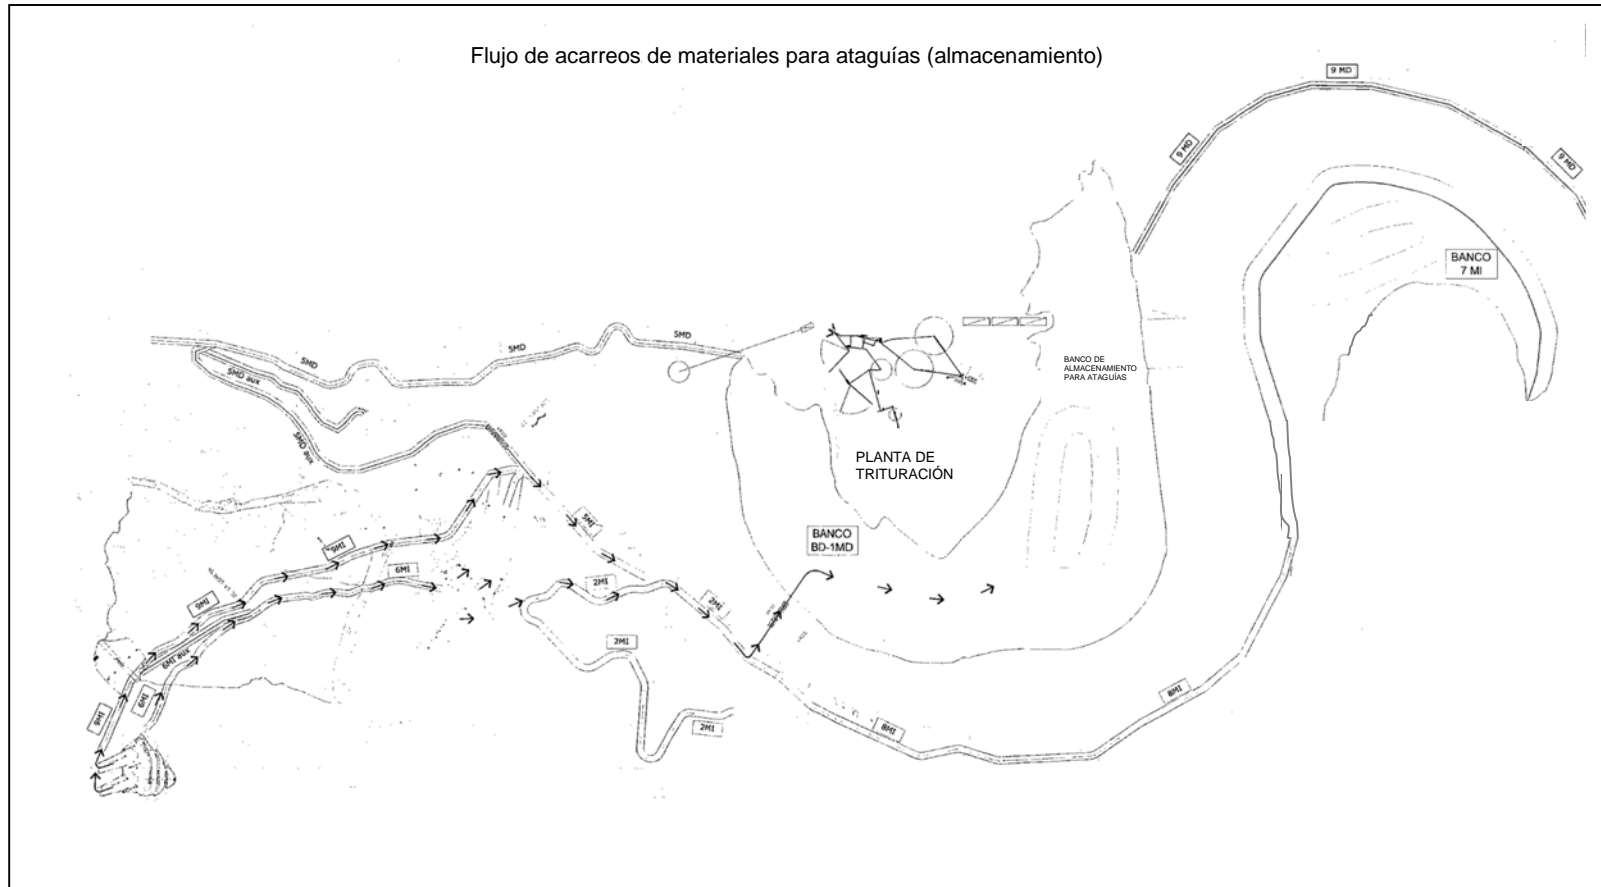 Flujo de acarreos de materiales para ataguías (almacenamiento)
9 MD
9 MD
9 MD
BANCO
7 MI
5MD
5MD
5MD
5MD aux
5MD aux
BANCO DE
ALMACENAMIENTO
PARA ATAGUÍAS
PLANTA DE
TRITURACIÓN
BANCO
BD-1MD
5MI
9MI
6MI
2MI
2MI
9MI
6MI aux
2MI
9MI
6MI
8MI
8MI
2MI